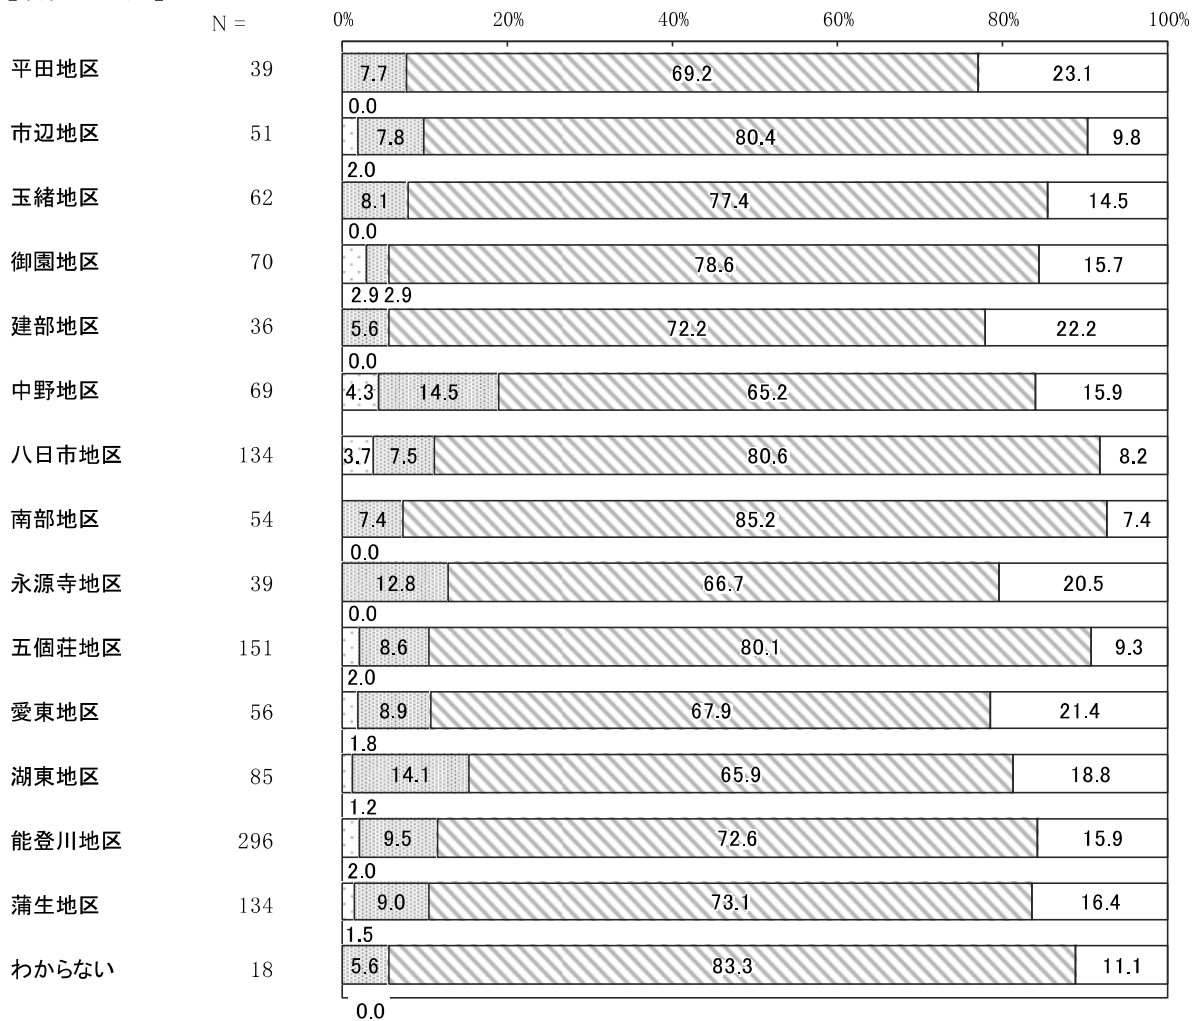 N = 0% 20% 40% 60% 80% 100%
平田地区 39 7.7 69.2 23.1
0.0
市辺地区 51 7.8 80.4 9.8
2.0
玉緒地区 62 8.1 77.4 14.5
0.0
御園地区 70 78.6 15.7
2.9 2.9
建部地区 36 5.6 72.2 22.2
0.0
中野地区 69 4.3 14.5 65.2 15.9
八日市地区 134 3.7 7.5 80.6 8.2
南部地区 54 7.4 85.2 7.4
0.0
永源寺地区 39 12.8 66.7 20.5
0.0
五個荘地区 151 8.6 80.1 9.3
2.0
愛東地区 56 8.9 67.9 21.4
1.8
湖東地区 85 14.1 65.9 18.8
1.2
能登川地区 296 9.5 72.6 15.9
2.0
蒲生地区 134 9.0 73.1 16.4
1.5
わからない 18 5.6 83.3 11.1
0.0